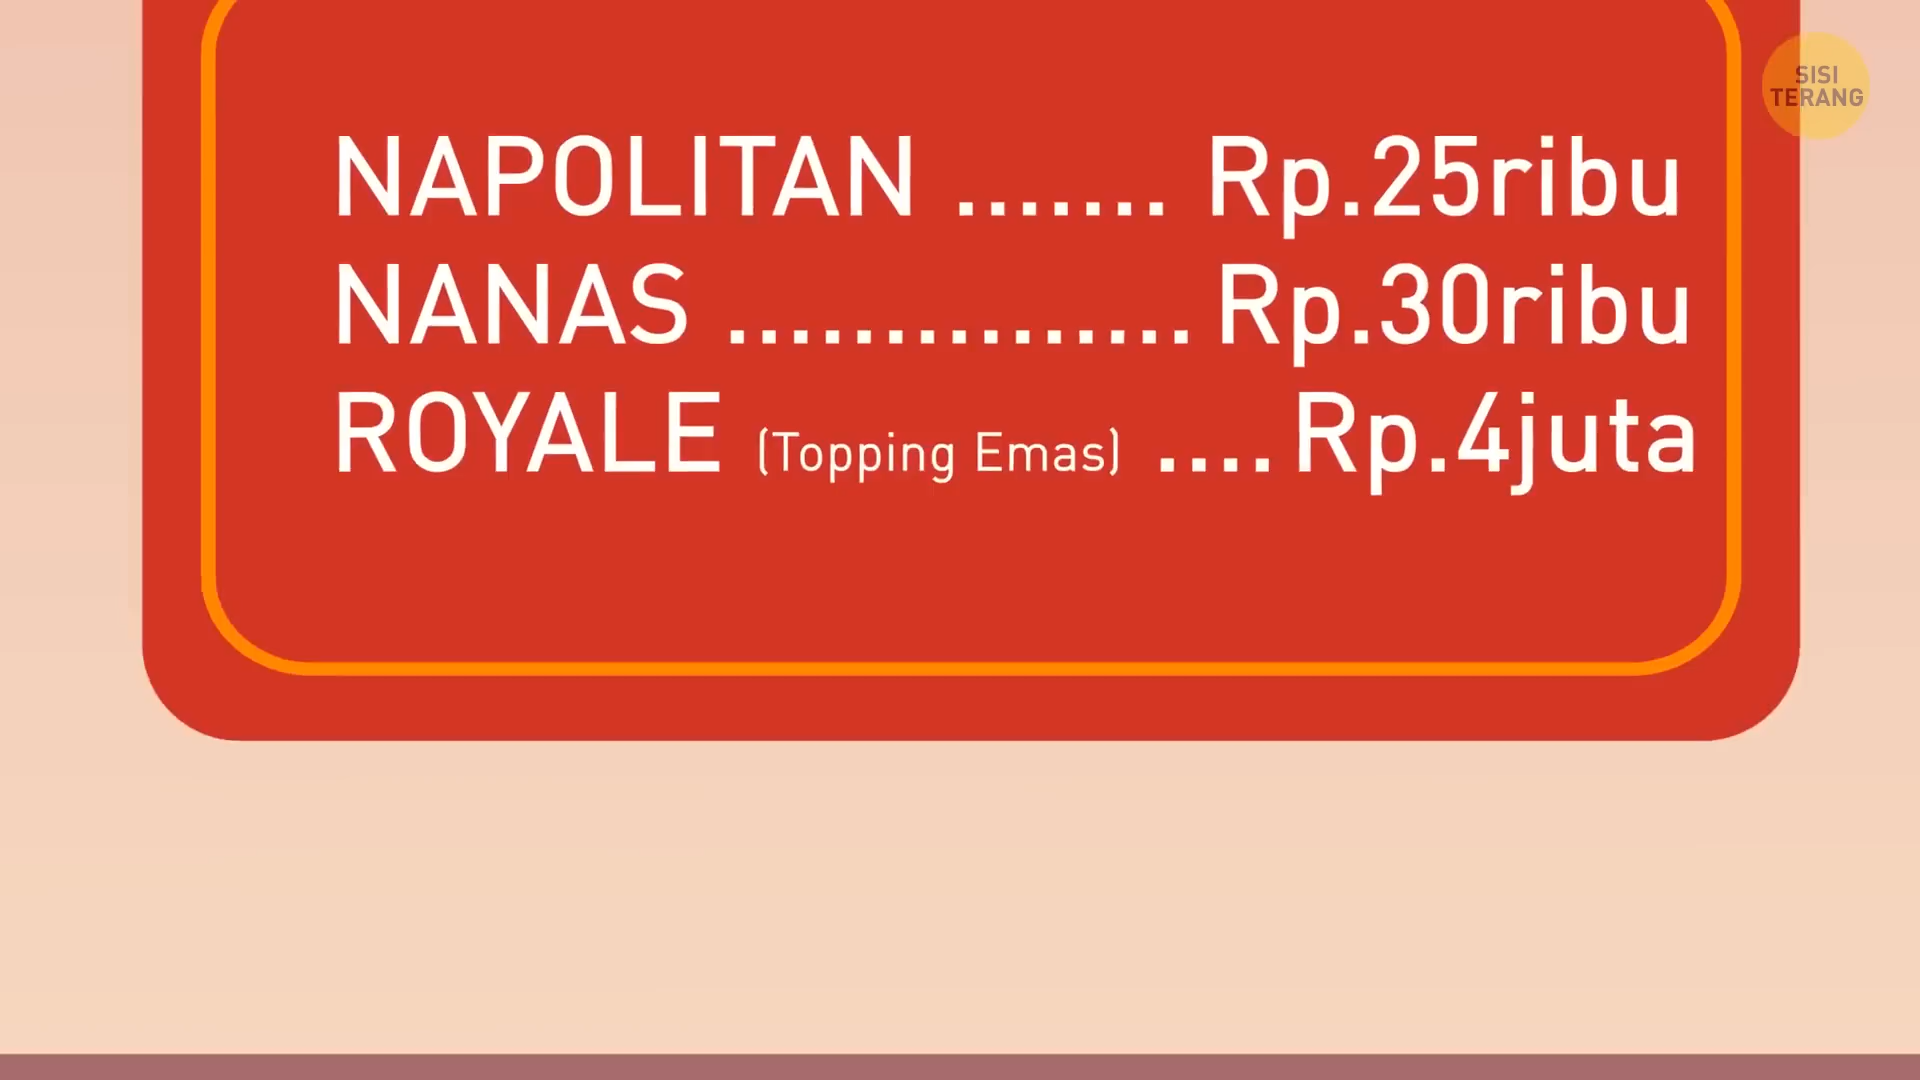 SISI
TERANG
NAPOLITAN ....... Rp.25ribu
NANAS ............... Rp.30ribu
ROYALE (Topping Emas) .... Rp.4juta